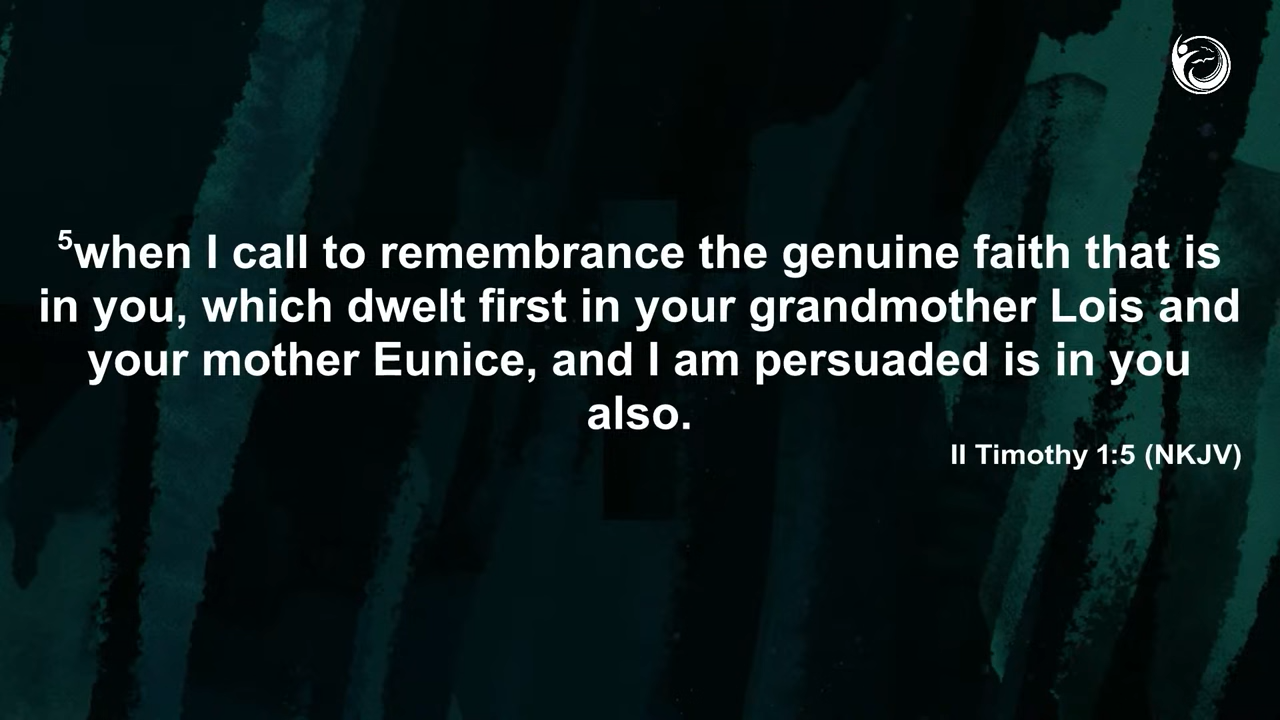 5when I call to remembrance the genuine faith that is
in you, which dwelt first in your grandmother Lois and
your mother Eunice, and I am persuaded is in you
also.
II Timothy 1:5 (NKJV)